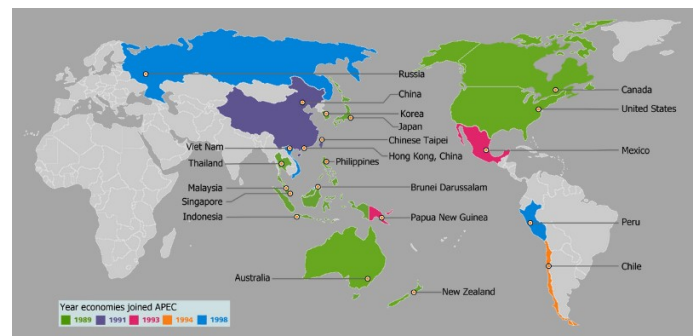 Russia
China
Canada
Korea
United States
Japan
Chinese Taipei
Viet Nam
Hong Kong, China
Mexico
Thailand
Philippines
Malaysia
Brunei Darussalam
Singapore
Indonesia
Papua New Guinea
Peru
Chile
Australia
New Zealand
Year economies joined APEC
1989 1991 1993 1994 1998